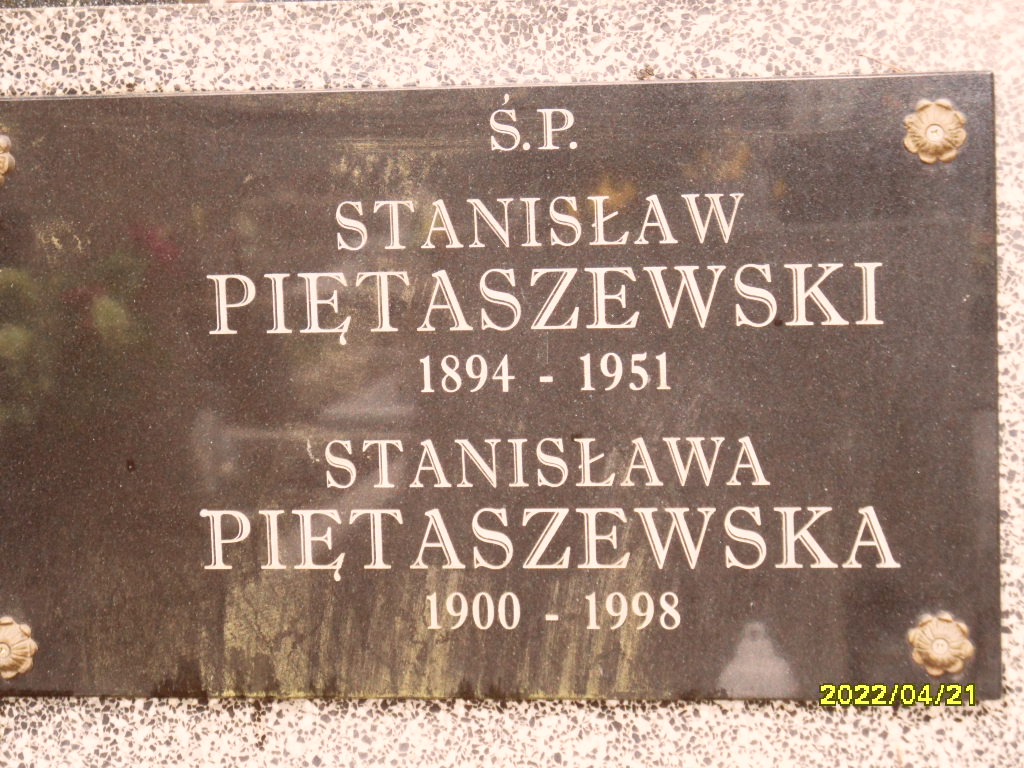 Ś.P.
STANISŁAW
PIĘTASZEWSKI
1894 - 1951
STANISŁAWA
PIĘTASZEWSKA
1900 - 1998
2022/04/21